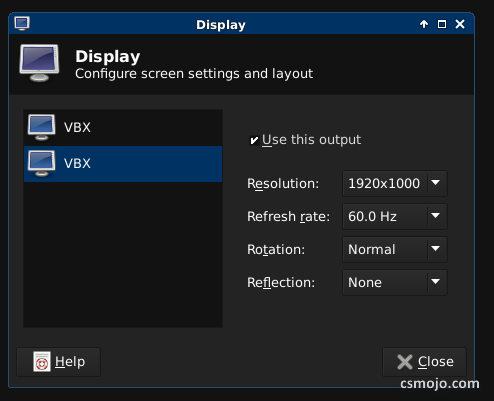 Display
Display
Configure screen settings and layout
VBX
VBX
Use this output
Resolution: 1920x1000
Refresh rate: 60.0 Hz
Rotation: Normal
Reflection: None
Help
Close
csmojo.com